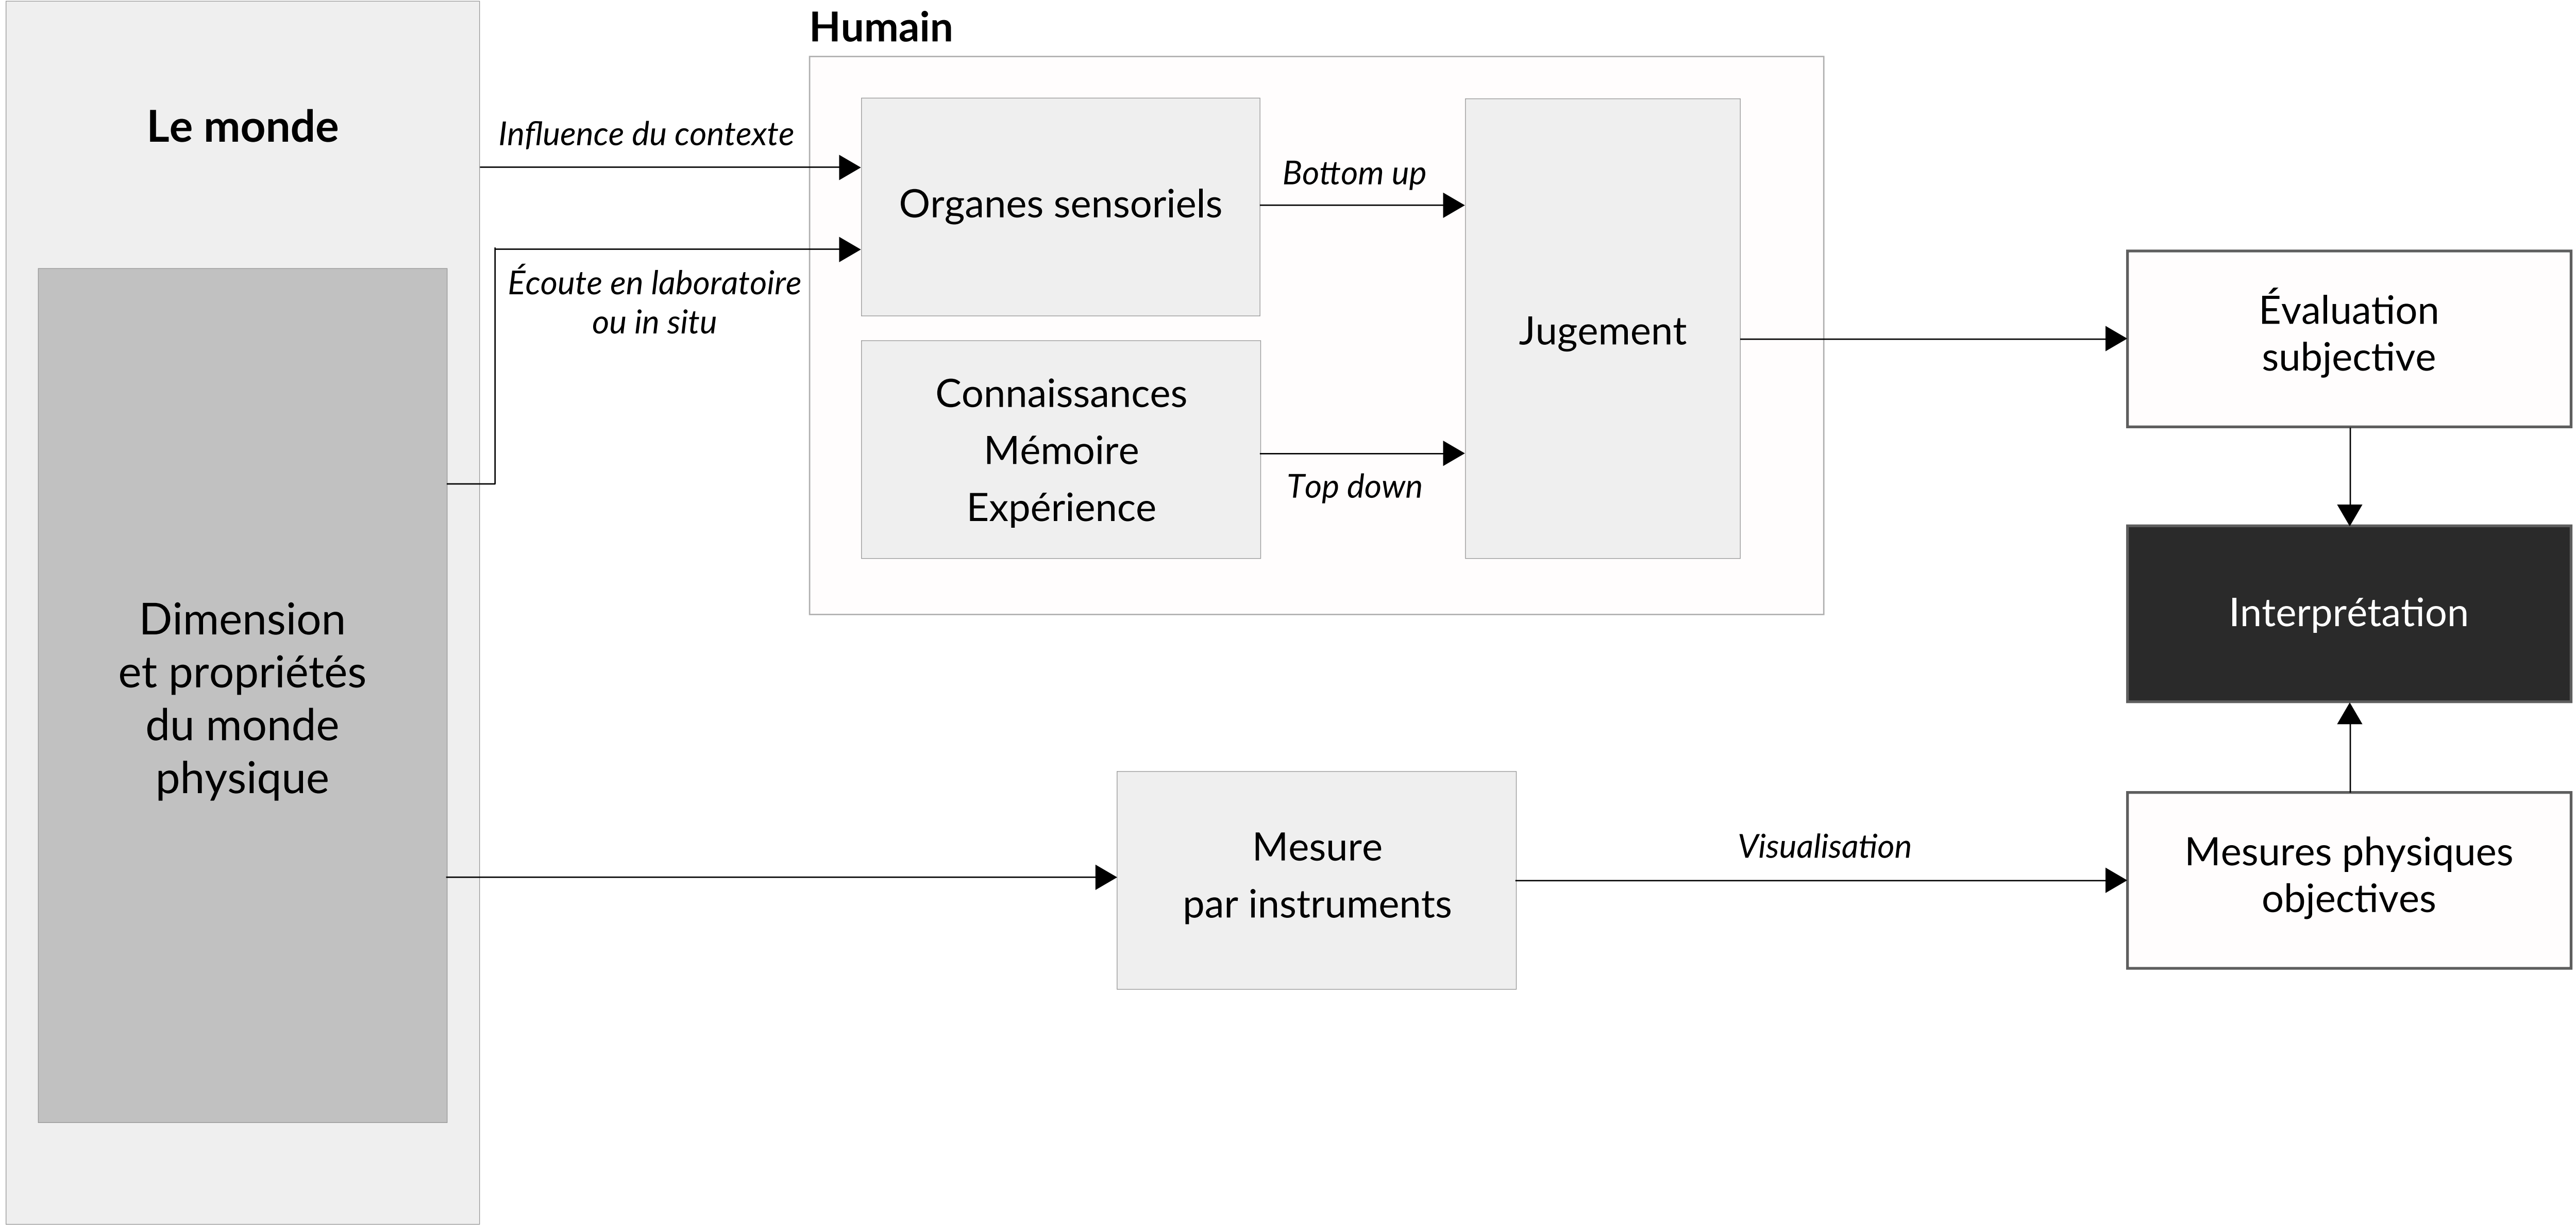 Humain
Le monde
Influence du contexte
Écoute en laboratoire
ou in situ
Organes sensoriels
Bottom up
Connaissances
Mémoire
Expérience
Top down
Jugement
Évaluation
subjective
Interprétation
Dimension
et propriétés
du monde
physique
Mesure
par instruments
Visualisation
Mesures physiques
objectives